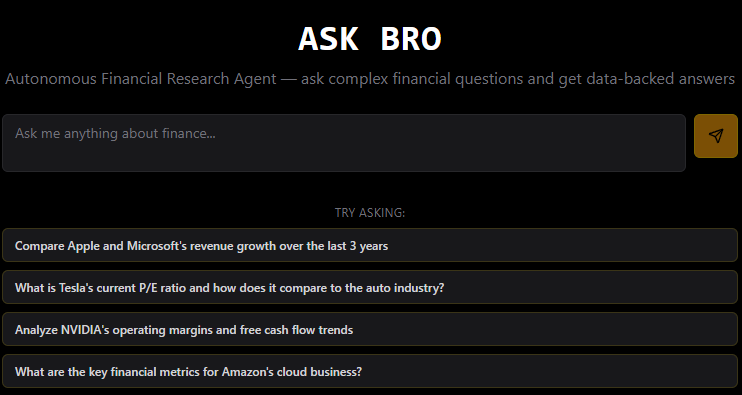 ASK BRO
Autonomous Financial Research Agent — ask complex financial questions and get data-backed answers
Ask me anything about finance...
TRY ASKING:
Compare Apple and Microsoft's revenue growth over the last 3 years
What is Tesla's current P/E ratio and how does it compare to the auto industry?
Analyze NVIDIA's operating margins and free cash flow trends
What are the key financial metrics for Amazon's cloud business?